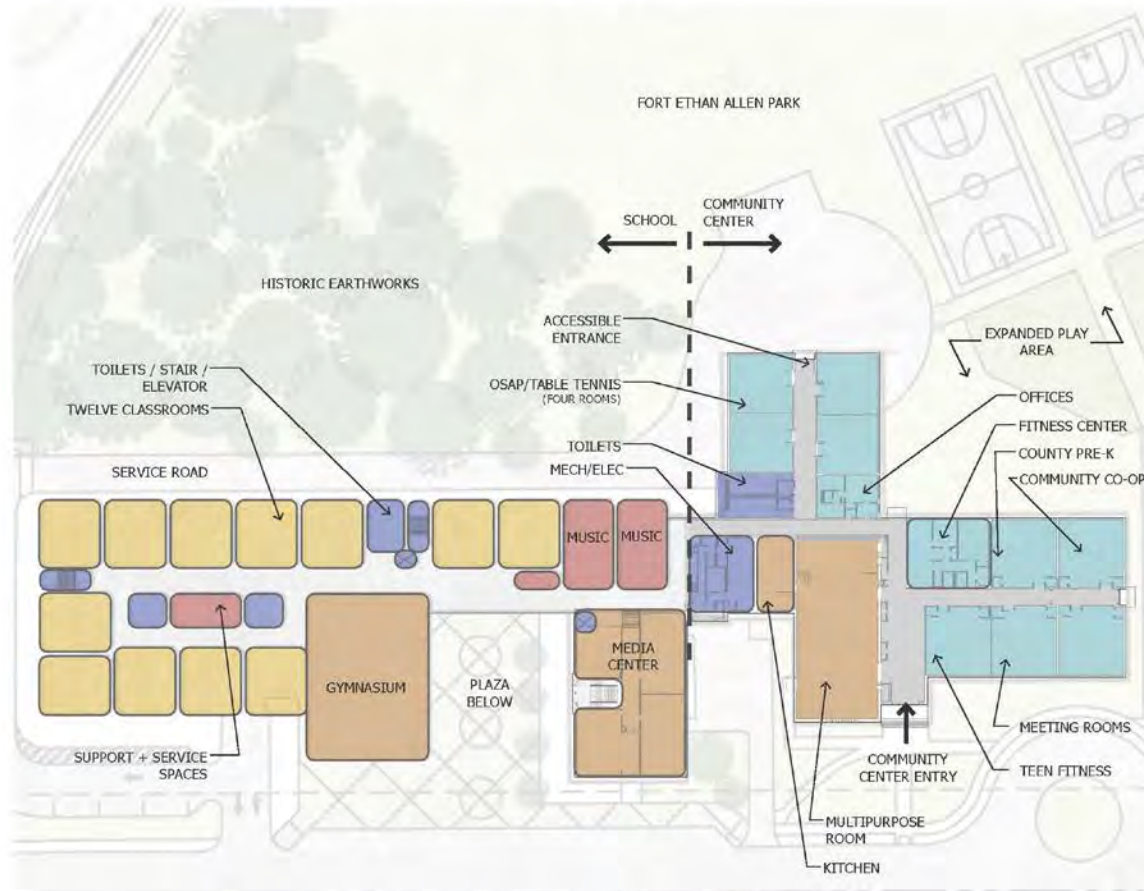 FORT ETHAN ALLEN PARK
SCHOOL
COMMUNITY
CENTER
HISTORIC EARTHWORKS
ACCESSIBLE
ENTRANCE
EXPANDED PLAY
AREA
TOILETS / STAIR /
ELEVATOR
OSAP/TABLE TENNIS
(FOUR ROOMS)
OFFICES
TWELVE CLASSROOMS
FITNESS CENTER
TOILETS
COUNTY PRE-K
SERVICE ROAD
MECH/ELEC
COMMUNITY CO-OP
MUSIC
MUSIC
MEDIA
CENTER
GYMNASIUM
PLAZA
BELOW
SUPPORT + SERVICE
SPACES
MEETING ROOMS
COMMUNITY
CENTER ENTRY
TEEN FITNESS
MULTIPURPOSE
ROOM
KITCHEN